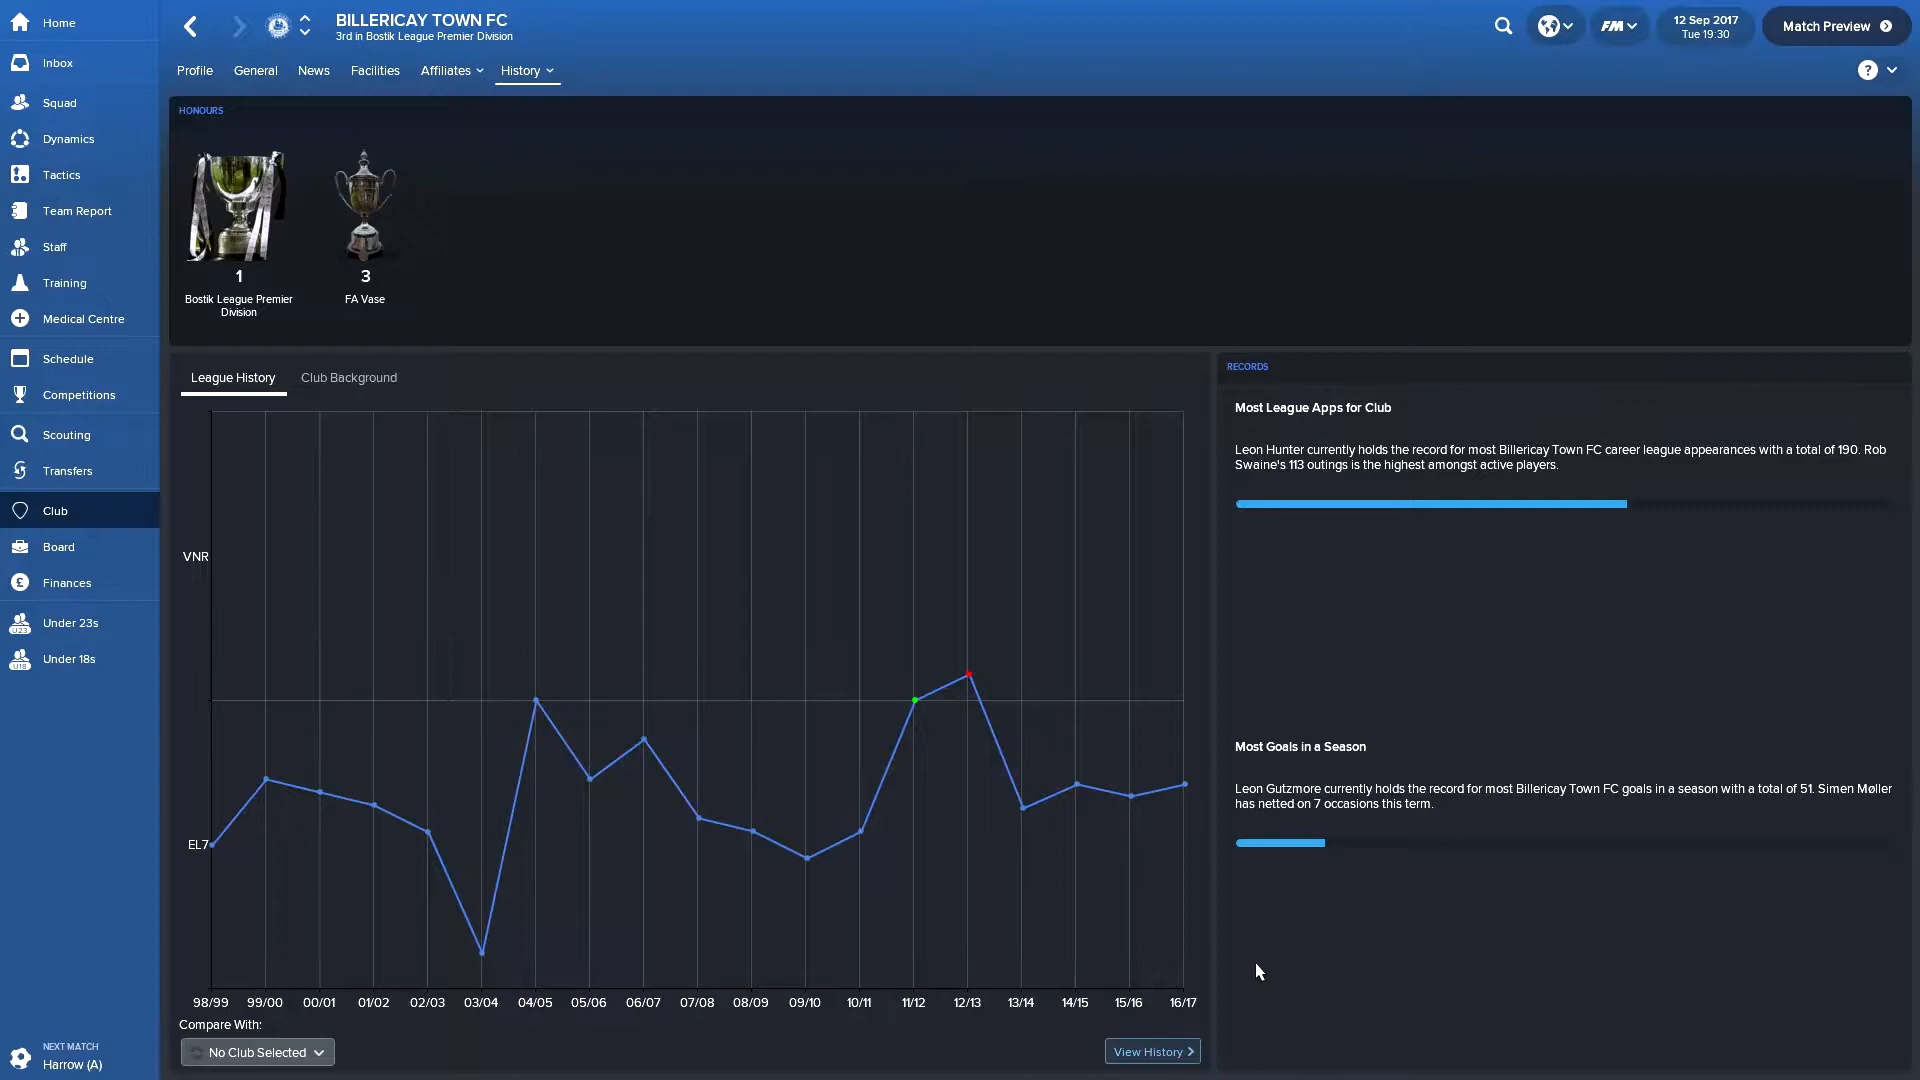 Home
Inbox
Squad
Dynamics
Tactics
Team Report
Staff
Training
Medical Centre
Schedule
Competitions
Scouting
Transfers
Club
Board
Finances
Under 23s
Under 18s
NEXT MATCH
Harrow (A)
BILLERICAY TOWN FC
3rd in Bostik League Premier Division
FM
12 Sep 2017
Tue 19:30
Match Preview
Profile
General
News
Facilities
Affiliates
History
?
HONOURS
1
Bostik League Premier
Division
3
FA Vase
League History
Club Background
VNR
EL7
98/99
99/00
00/01
01/02
02/03
03/04
04/05
05/06
06/07
07/08
08/09
09/10
10/11
11/12
12/13
13/14
14/15
15/16
16/17
Compare With:
No Club Selected
View History
RECORDS
Most League Apps for Club
Leon Hunter currently holds the record for most Billericay Town FC career league appearances with a total of 190. Rob
Swaine's 113 outings is the highest amongst active players.
Most Goals in a Season
Leon Gutzmore currently holds the record for most Billericay Town FC goals in a season with a total of 51. Simen Møller
has netted on 7 occasions this term.